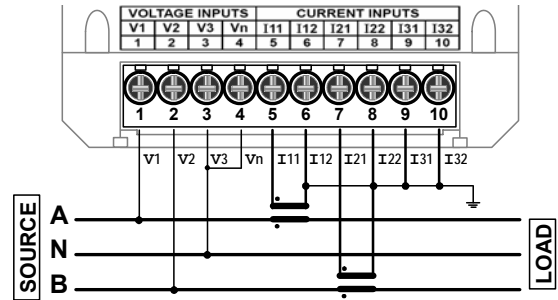 VOLTAGE INPUTS CURRENT INPUTS
V1 V2 V3 Vn I11 I12 I21 I22 I31 I32
1 2 3 4 5 6 7 8 9 10
1 2 3 4 5 6 7 8 9 10
V1 V2 V3 Vn I11 I12 I21 I22 I31 I32
SOURCE
A
N
B
LOAD